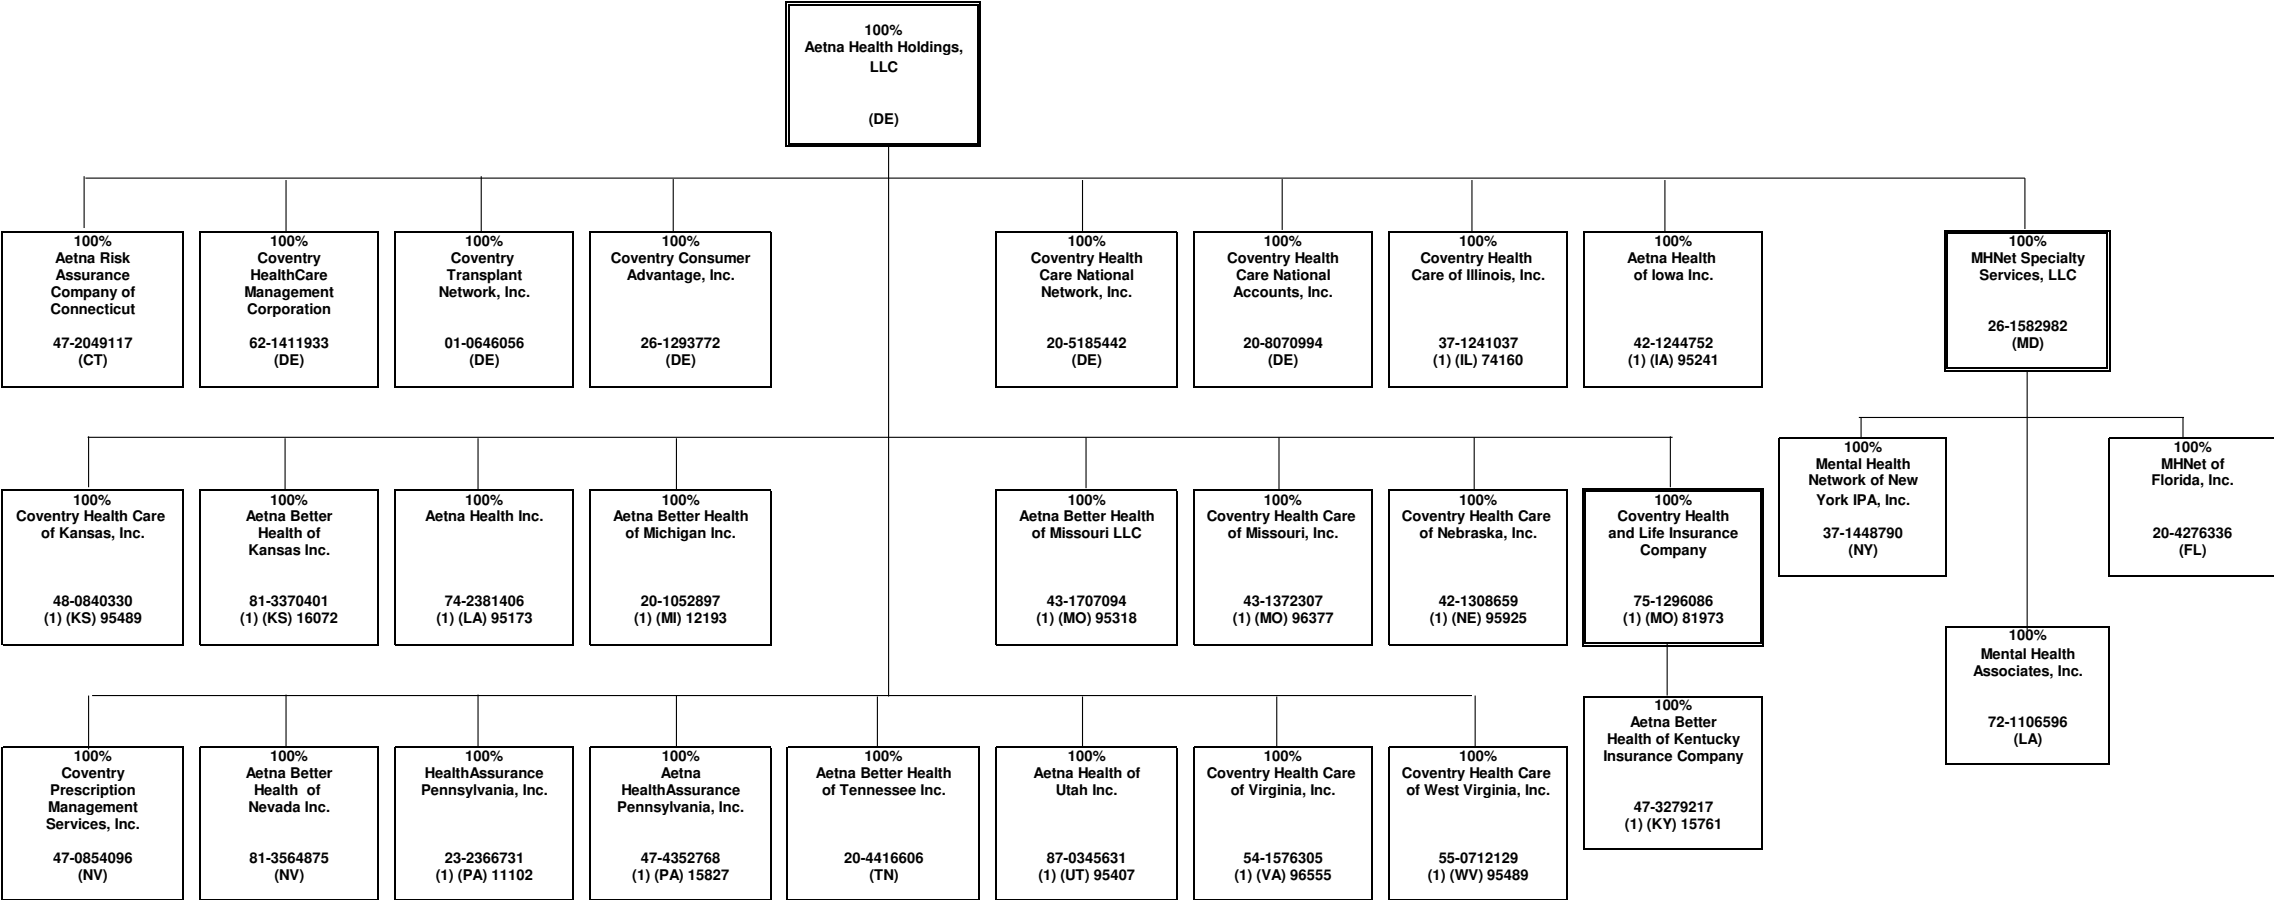 100%
Aetna Health Holdings,
LLC
(DE)
100%
Aetna Risk
Assurance
Company of
Connecticut
47-2049117
(CT)
100%
Coventry
HealthCare
Management
Corporation
62-1411933
(DE)
100%
Coventry
Transplant
Network, Inc.
01-0646056
(DE)
100%
Coventry Consumer
Advantage, Inc.
26-1293772
(DE)
100%
Coventry Health
Care National
Network, Inc.
20-5185442
(DE)
100%
Coventry Health
Care National
Accounts, Inc.
20-8070994
(DE)
100%
Coventry Health
Care of Illinois, Inc.
37-1241037
(1) (IL) 74160
100%
Aetna Health
of Iowa Inc.
42-1244752
(1) (IA) 95241
100%
MHNet Specialty
Services, LLC
26-1582982
(MD)
100%
Mental Health
Network of New
York IPA, Inc.
37-1448790
(NY)
100%
MHNet of
Florida, Inc.
20-4276336
(FL)
100%
Coventry Health Care
of Kansas, Inc.
48-0840330
(1) (KS) 95489
100%
Aetna Better
Health of
Kansas Inc.
81-3370401
(1) (KS) 16072
100%
Aetna Health Inc.
74-2381406
(1) (LA) 95173
100%
Aetna Better Health
of Michigan Inc.
20-1052897
(1) (MI) 12193
100%
Aetna Better Health
of Missouri LLC
43-1707094
(1) (MO) 95318
100%
Coventry Health Care
of Missouri, Inc.
43-1372307
(1) (MO) 96377
100%
Coventry Health Care
of Nebraska, Inc.
42-1308659
(1) (NE) 95925
100%
Coventry Health
and Life Insurance
Company
75-1296086
(1) (MO) 81973
100%
Mental Health
Associates, Inc.
72-1106596
(LA)
100%
Aetna Better
Health of Kentucky
Insurance Company
47-3279217
(1) (KY) 15761
100%
Coventry
Prescription
Management
Services, Inc.
47-0854096
(NV)
100%
Aetna Better
Health of
Nevada Inc.
81-3564875
(NV)
100%
HealthAssurance
Pennsylvania, Inc.
23-2366731
(1) (PA) 11102
100%
Aetna
HealthAssurance
Pennsylvania, Inc.
47-4352768
(1) (PA) 15827
100%
Aetna Better Health
of Tennessee Inc.
20-4416606
(TN)
100%
Aetna Health of
Utah Inc.
87-0345631
(1) (UT) 95407
100%
Coventry Health Care
of Virginia, Inc.
54-1576305
(1) (VA) 96555
100%
Coventry Health Care
of West Virginia, Inc.
55-0712129
(1) (WV) 95489